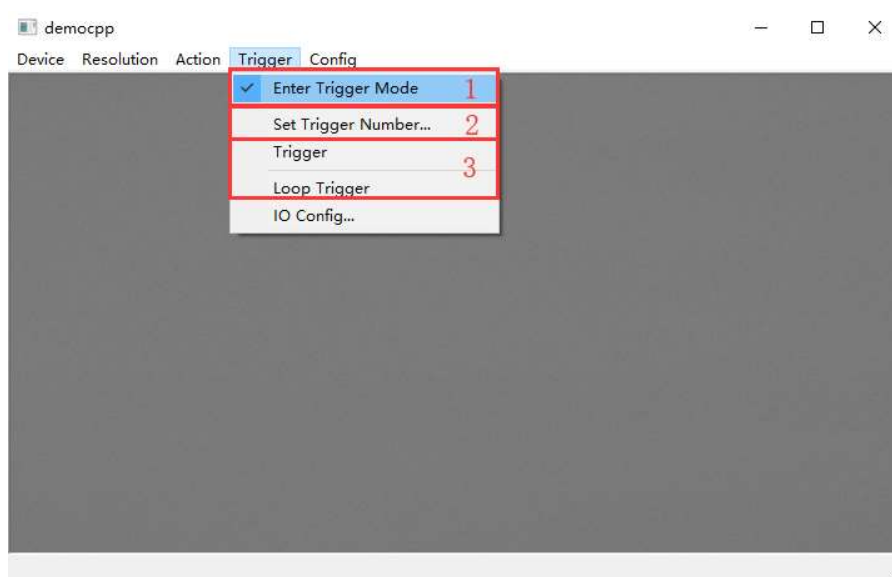 democpp
Device Resolution Action Trigger Config
Enter Trigger Mode 1
Set Trigger Number... 2
Trigger
3
Loop Trigger
IO Config...